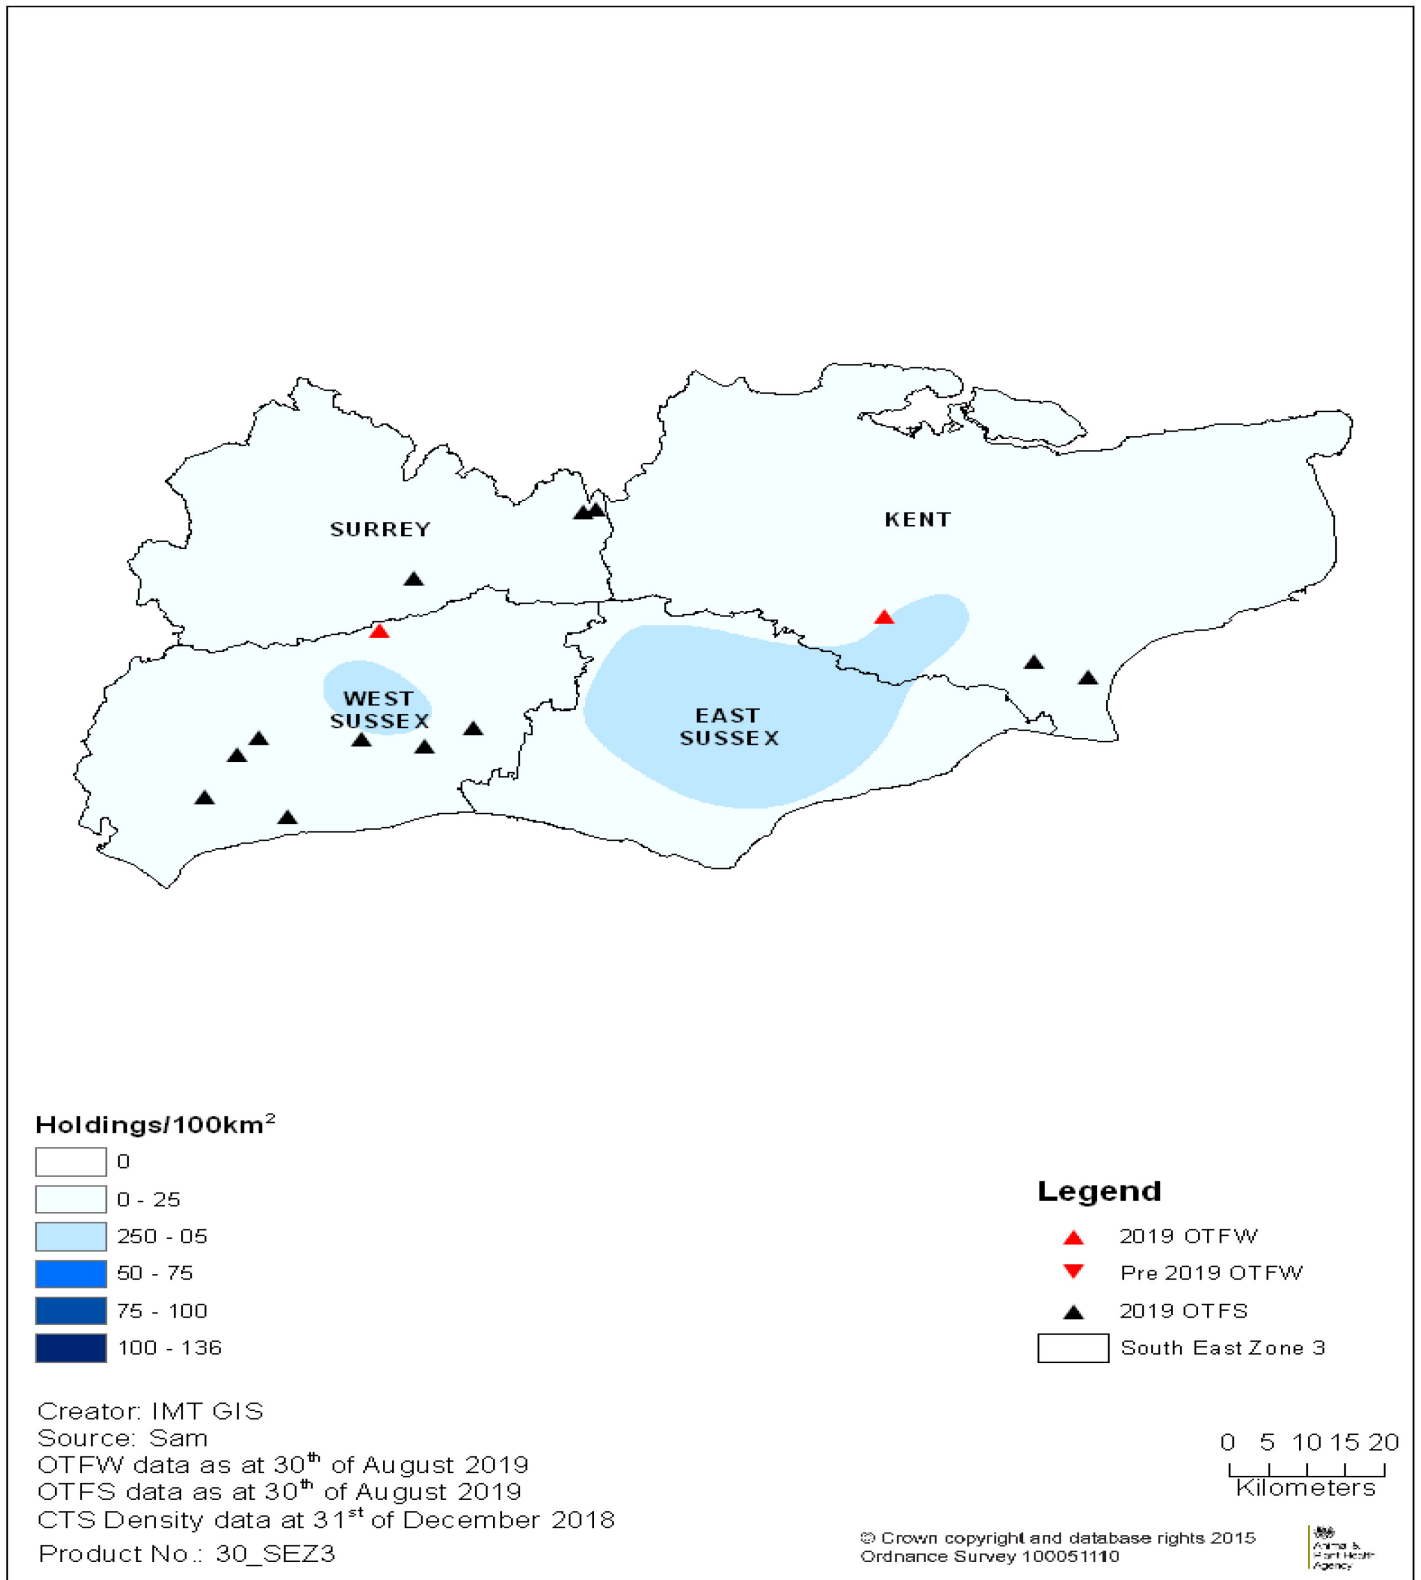 SURREY
KENT
WEST
SUSSEX
EAST
SUSSEX
Holdings/100km²
0
0 - 25
250 - 05
50 - 75
75 - 100
100 - 136
Legend
2019 OTFW
Pre 2019 OTFW
2019 OTFS
South East Zone 3
Creator: IMT GIS
Source: Sam
OTFW data as at 30th of August 2019
OTFS data as at 30th of August 2019
CTS Density data at 31st of December 2018
Product No.: 30_SEZ3
0 5 10 15 20
Kilometers
© Crown copyright and database rights 2015
Ordnance Survey 100051110
Animal &
Plant Health
Agency